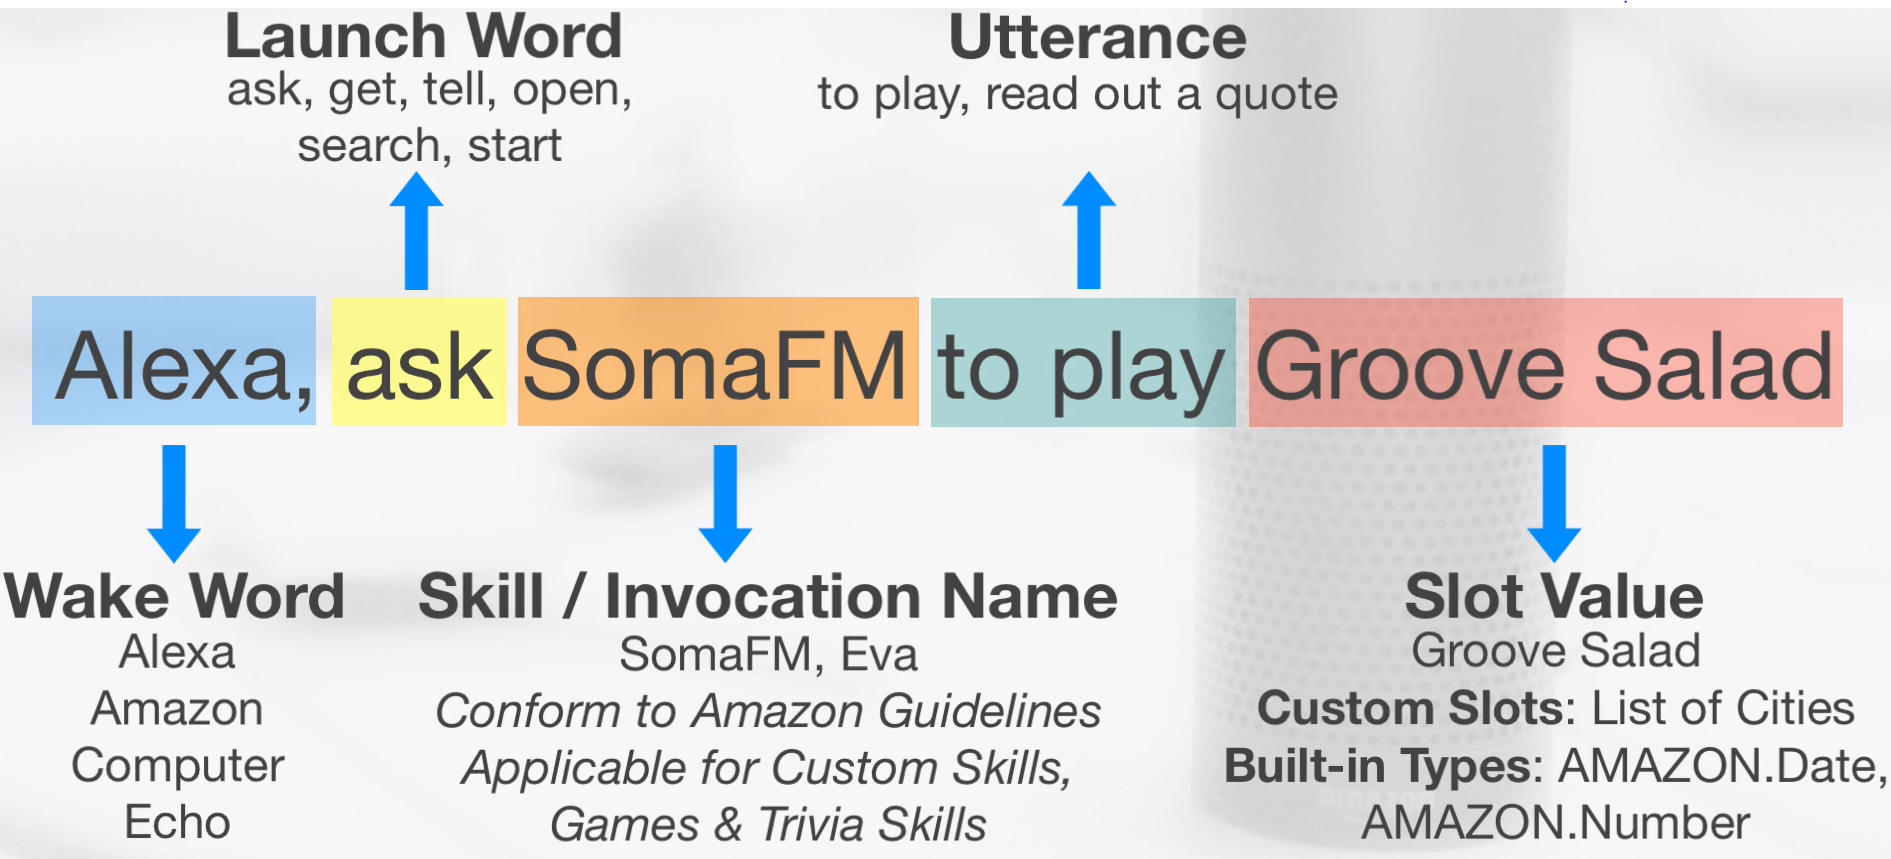 Launch Word
ask, get, tell, open,
search, start
Utterance
to play, read out a quote
Alexa, ask SomaFM to play Groove Salad
Wake Word
Alexa
Amazon
Computer
Echo
Skill / Invocation Name
SomaFM, Eva
Conform to Amazon Guidelines
Applicable for Custom Skills,
Games & Trivia Skills
Slot Value
Groove Salad
Custom Slots: List of Cities
Built-in Types: AMAZON.Date,
AMAZON.Number
amazon